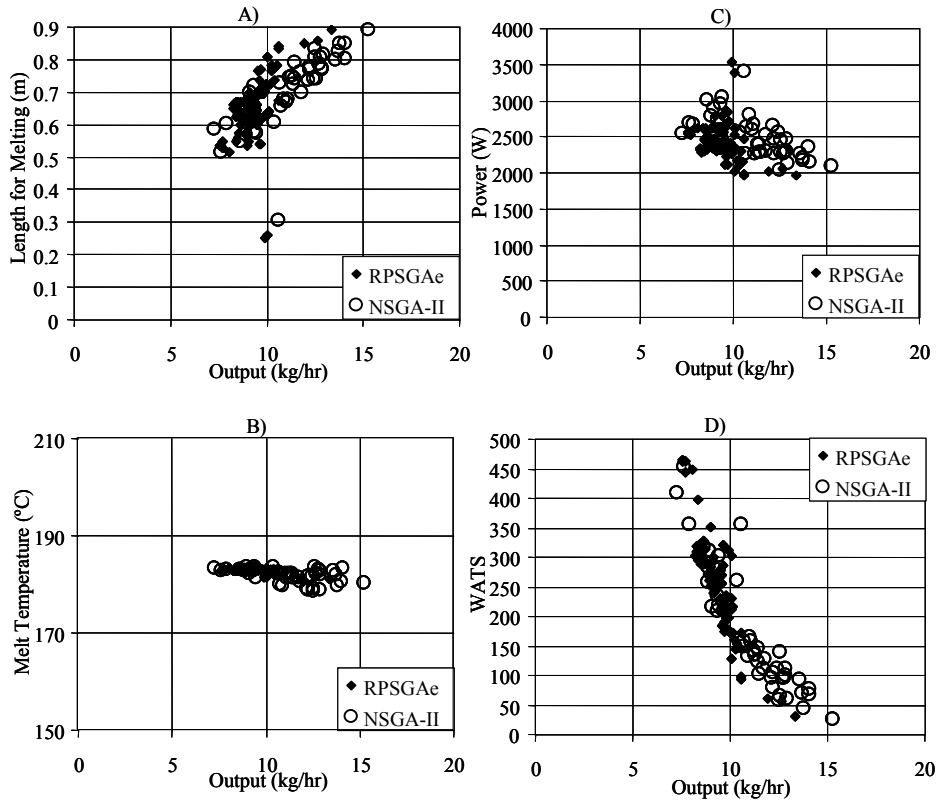 A)
Length for Melting (m)
0.9
0.8
0.7
0.6
0.5
0.4
0.3
0.2
0.1
0
RPSGAe
NSGA-II
0 5 10 15 20
Output (kg/hr)
C)
Power (W)
4000
3500
3000
2500
2000
1500
1000
500
0
RPSGAe
NSGA-II
0 5 10 15 20
Output (kg/hr)
B)
Melt Temperature (ºC)
210
190
170
150
RPSGAe
NSGA-II
0 5 10 15 20
Output (kg/hr)
D)
WATS
500
450
400
350
300
250
200
150
100
50
0
RPSGAe
NSGA-II
0 5 10 15 20
Output (kg/hr)